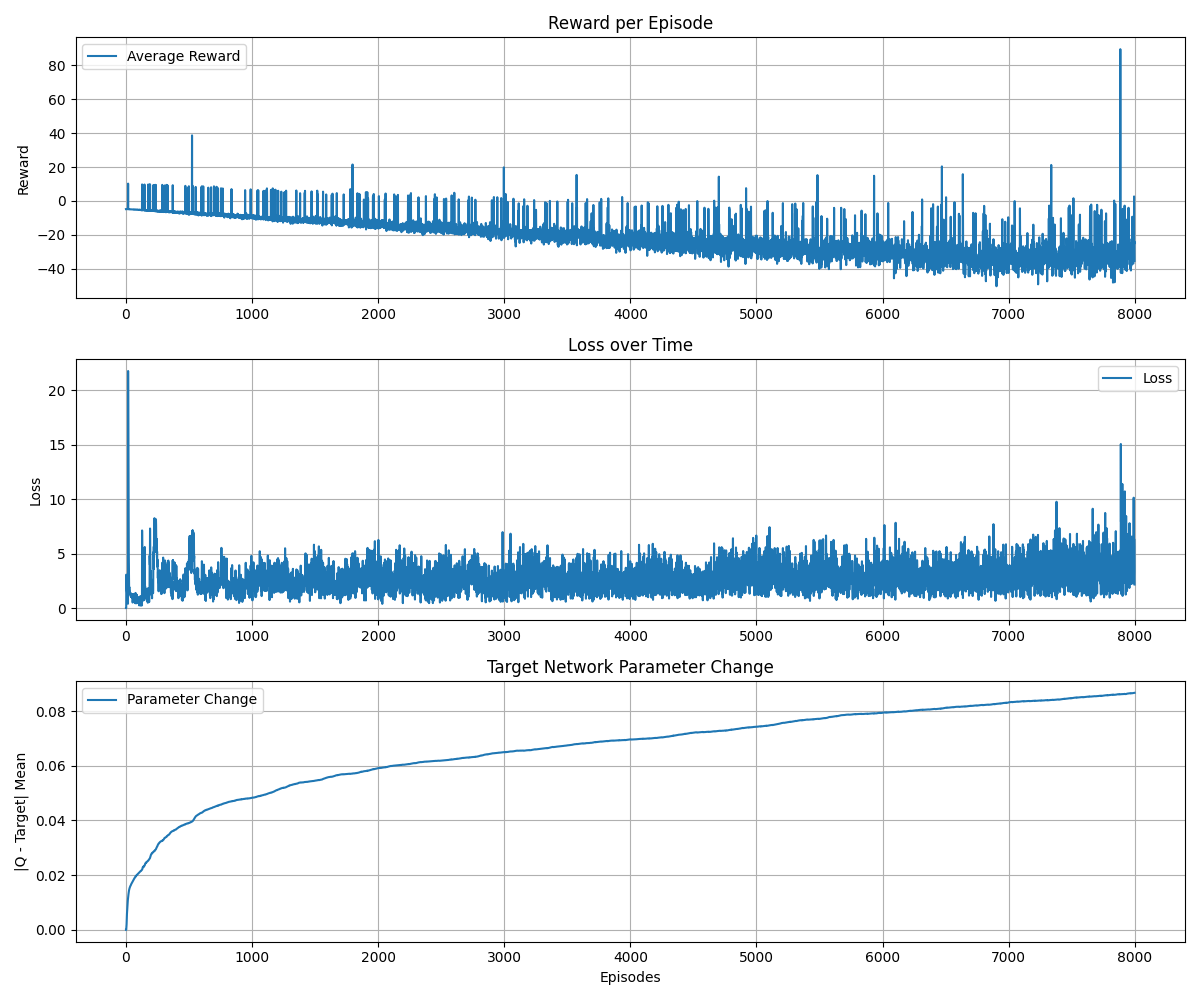 Reward per Episode
Average Reward
Reward
80
60
40
20
0
−20
−40
0 1000 2000 3000 4000 5000 6000 7000 8000
Loss over Time
Loss
Loss
20
15
10
5
0
0 1000 2000 3000 4000 5000 6000 7000 8000
Target Network Parameter Change
Parameter Change
|Q - Target| Mean
0.08
0.06
0.04
0.02
0.00
0 1000 2000 3000 4000 5000 6000 7000 8000
Episodes